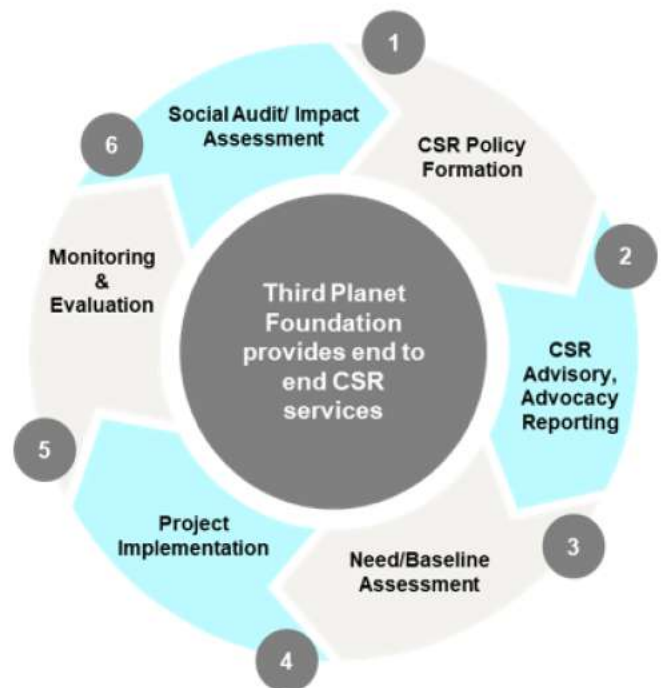 1
CSR Policy
Formation
2
CSR
Advisory,
Advocacy
Reporting
3
Need/Baseline
Assessment
4
Project
Implementation
5
Monitoring
&
Evaluation
6
Social Audit/ Impact
Assessment
Third Planet
Foundation
provides end to
end CSR
services